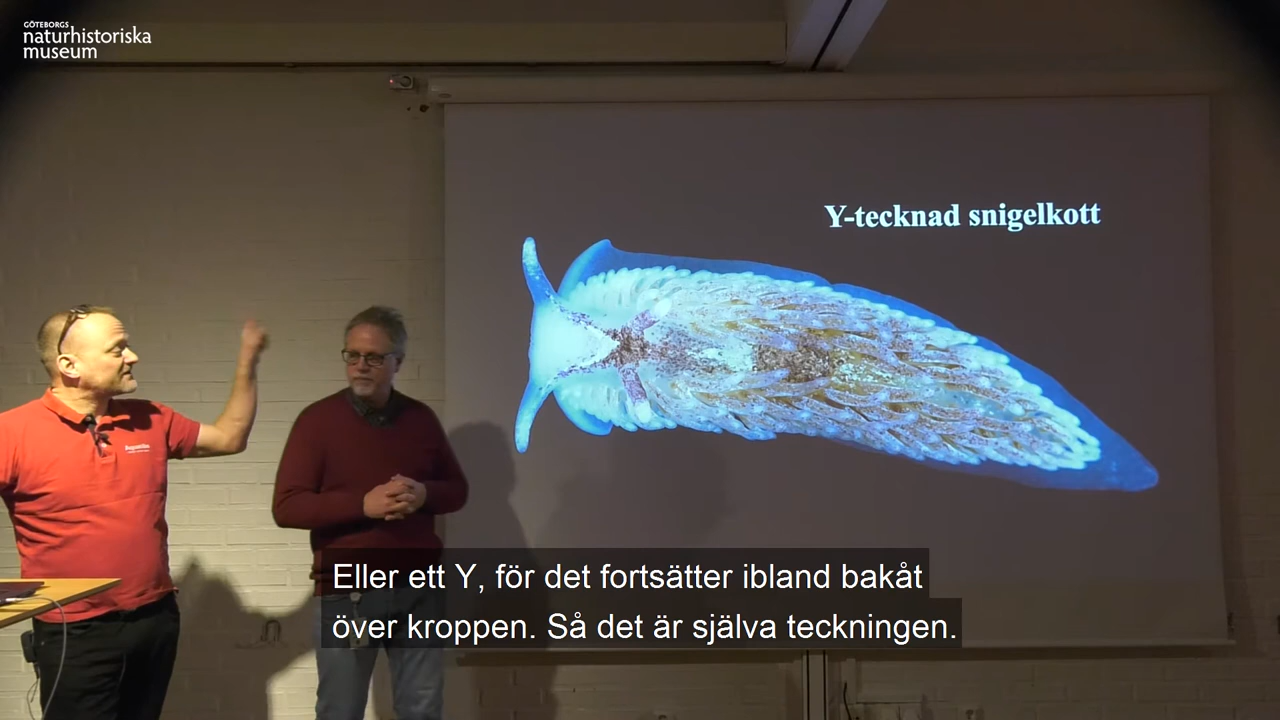 GÖTEBORGS
naturhistoriska
museum
Y-tecknad snigelkott
Eller ett Y, för det fortsätter ibland bakåt
över kroppen. Så det är själva teckningen.